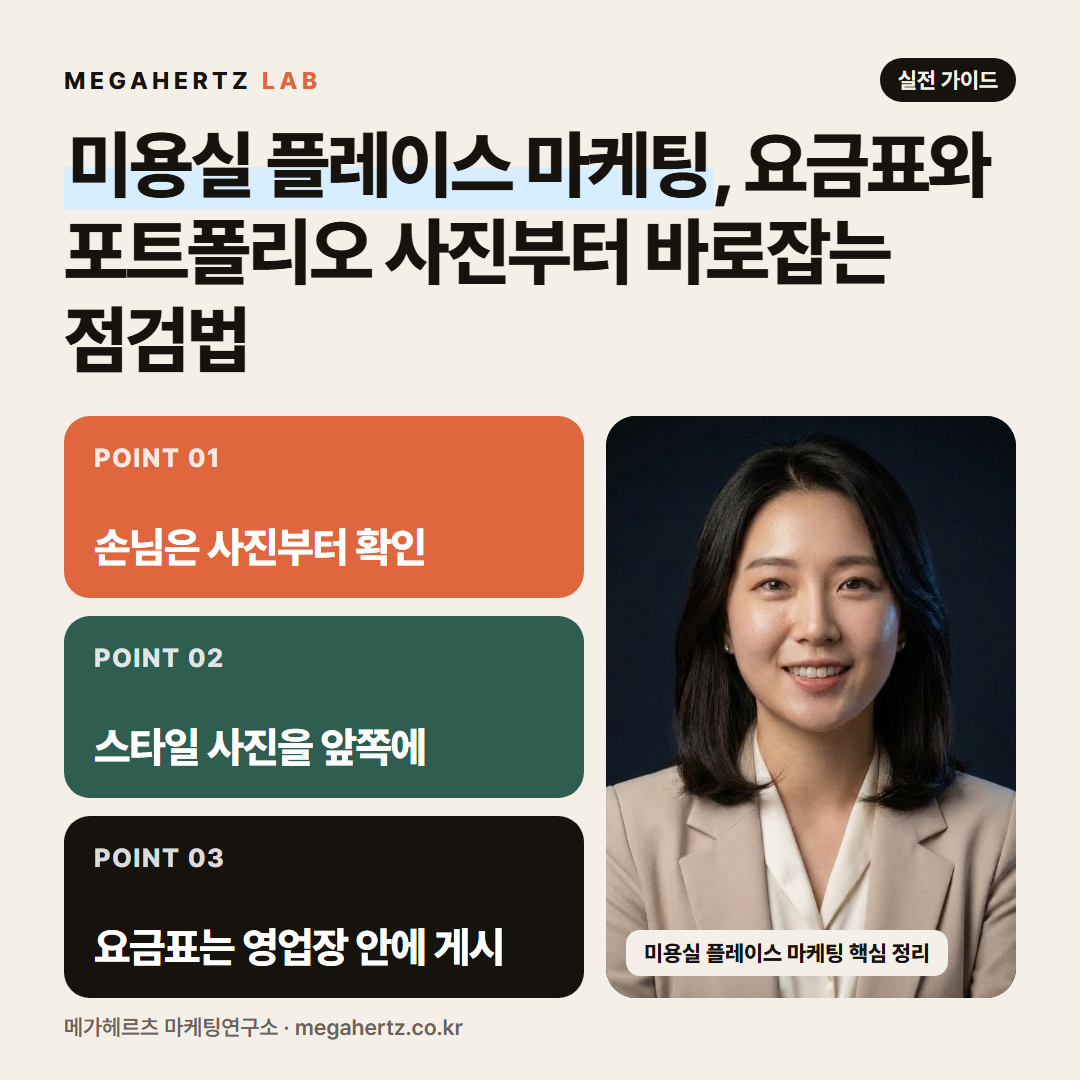 MEGAHERTZ LAB
실전 가이드
미용실 플레이스 마케팅, 요금표와
포트폴리오 사진부터 바로잡는
점검법
POINT 01
손님은 사진부터 확인
POINT 02
스타일 사진을 앞쪽에
POINT 03
요금표는 영업장 안에 게시
미용실 플레이스 마케팅 핵심 정리
메가헤르츠 마케팅연구소 · megahertz.co.kr